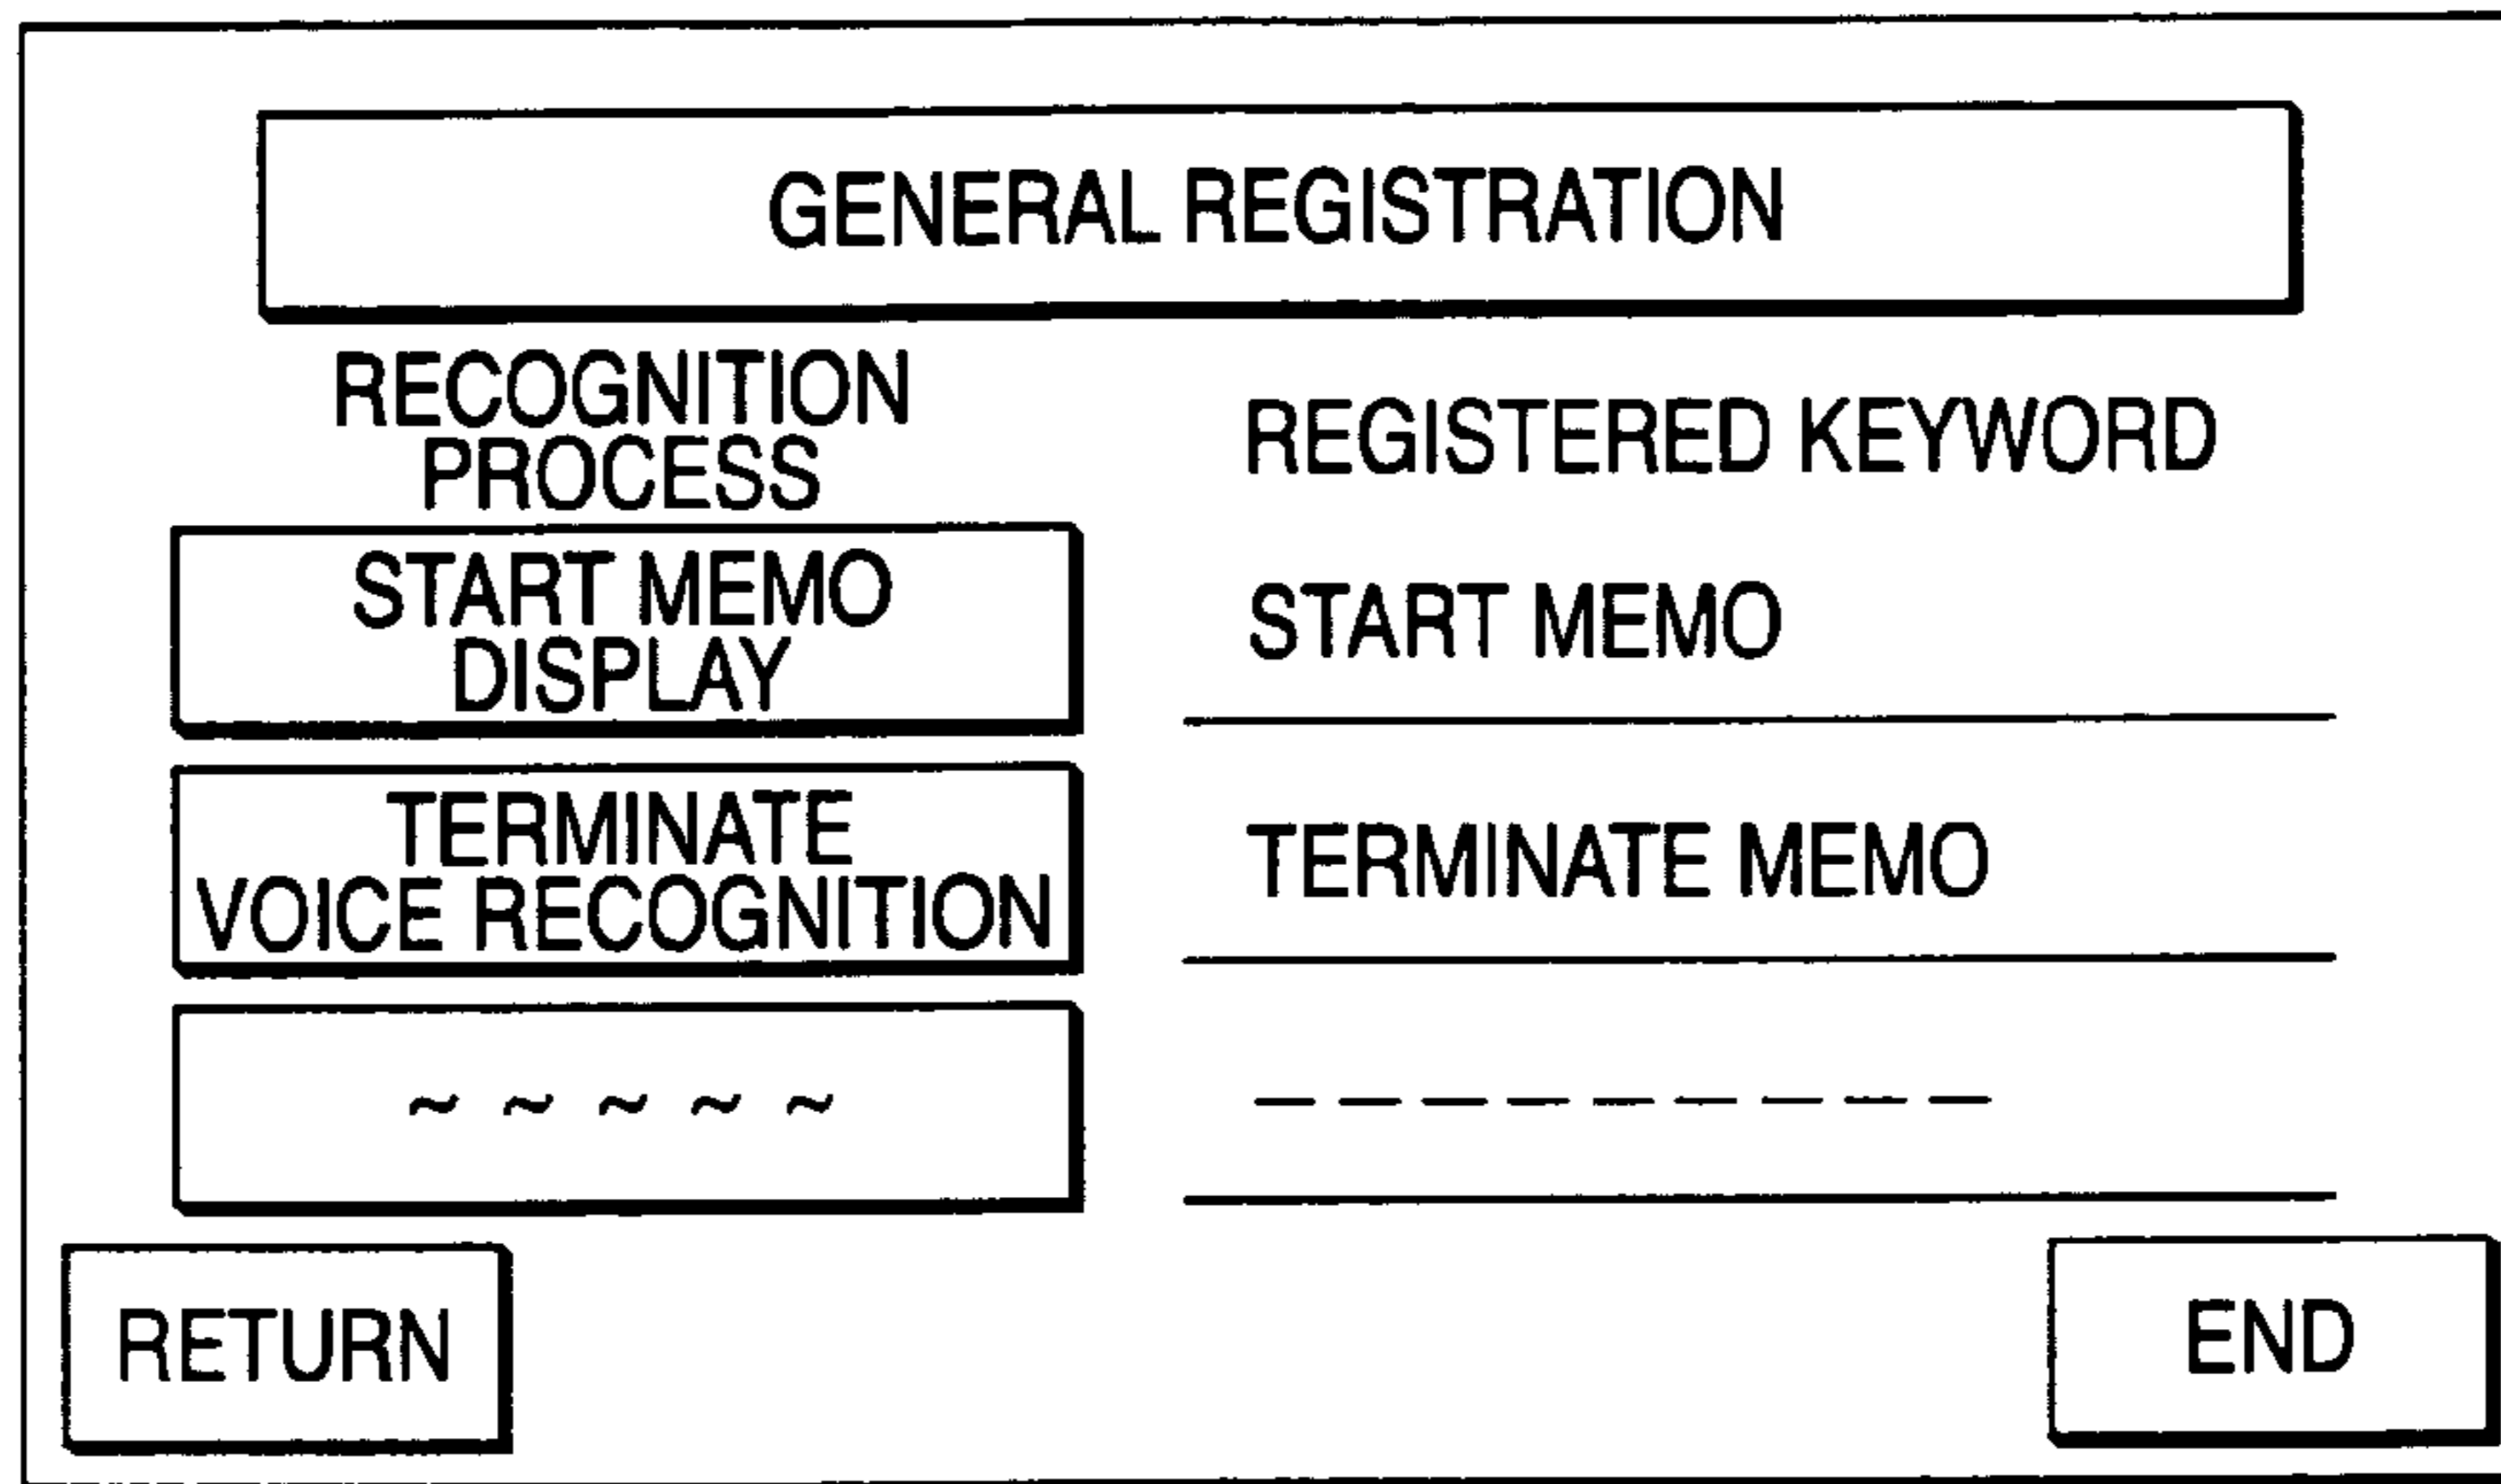 GENERAL REGISTRATION
RECOGNITION
PROCESS
REGISTERED KEYWORD
START MEMO
DISPLAY
START MEMO
TERMINATE
VOICE RECOGNITION
TERMINATE MEMO
~ ~ ~ ~ ~
— — — — — — — — —
RETURN
END